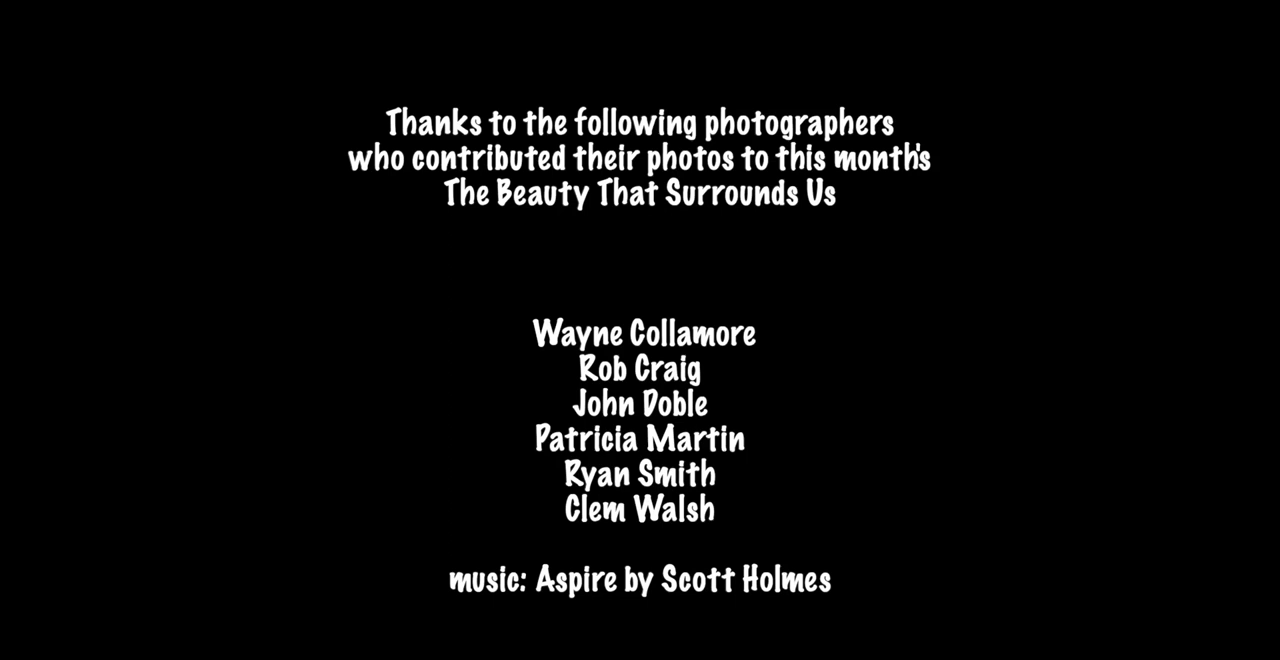 Thanks to the following photographers
who contributed their photos to this month's
The Beauty That Surrounds Us
Wayne Collamore
Rob Craig
John Doble
Patricia Martin
Ryan Smith
Clem Walsh
music: Aspire by Scott Holmes